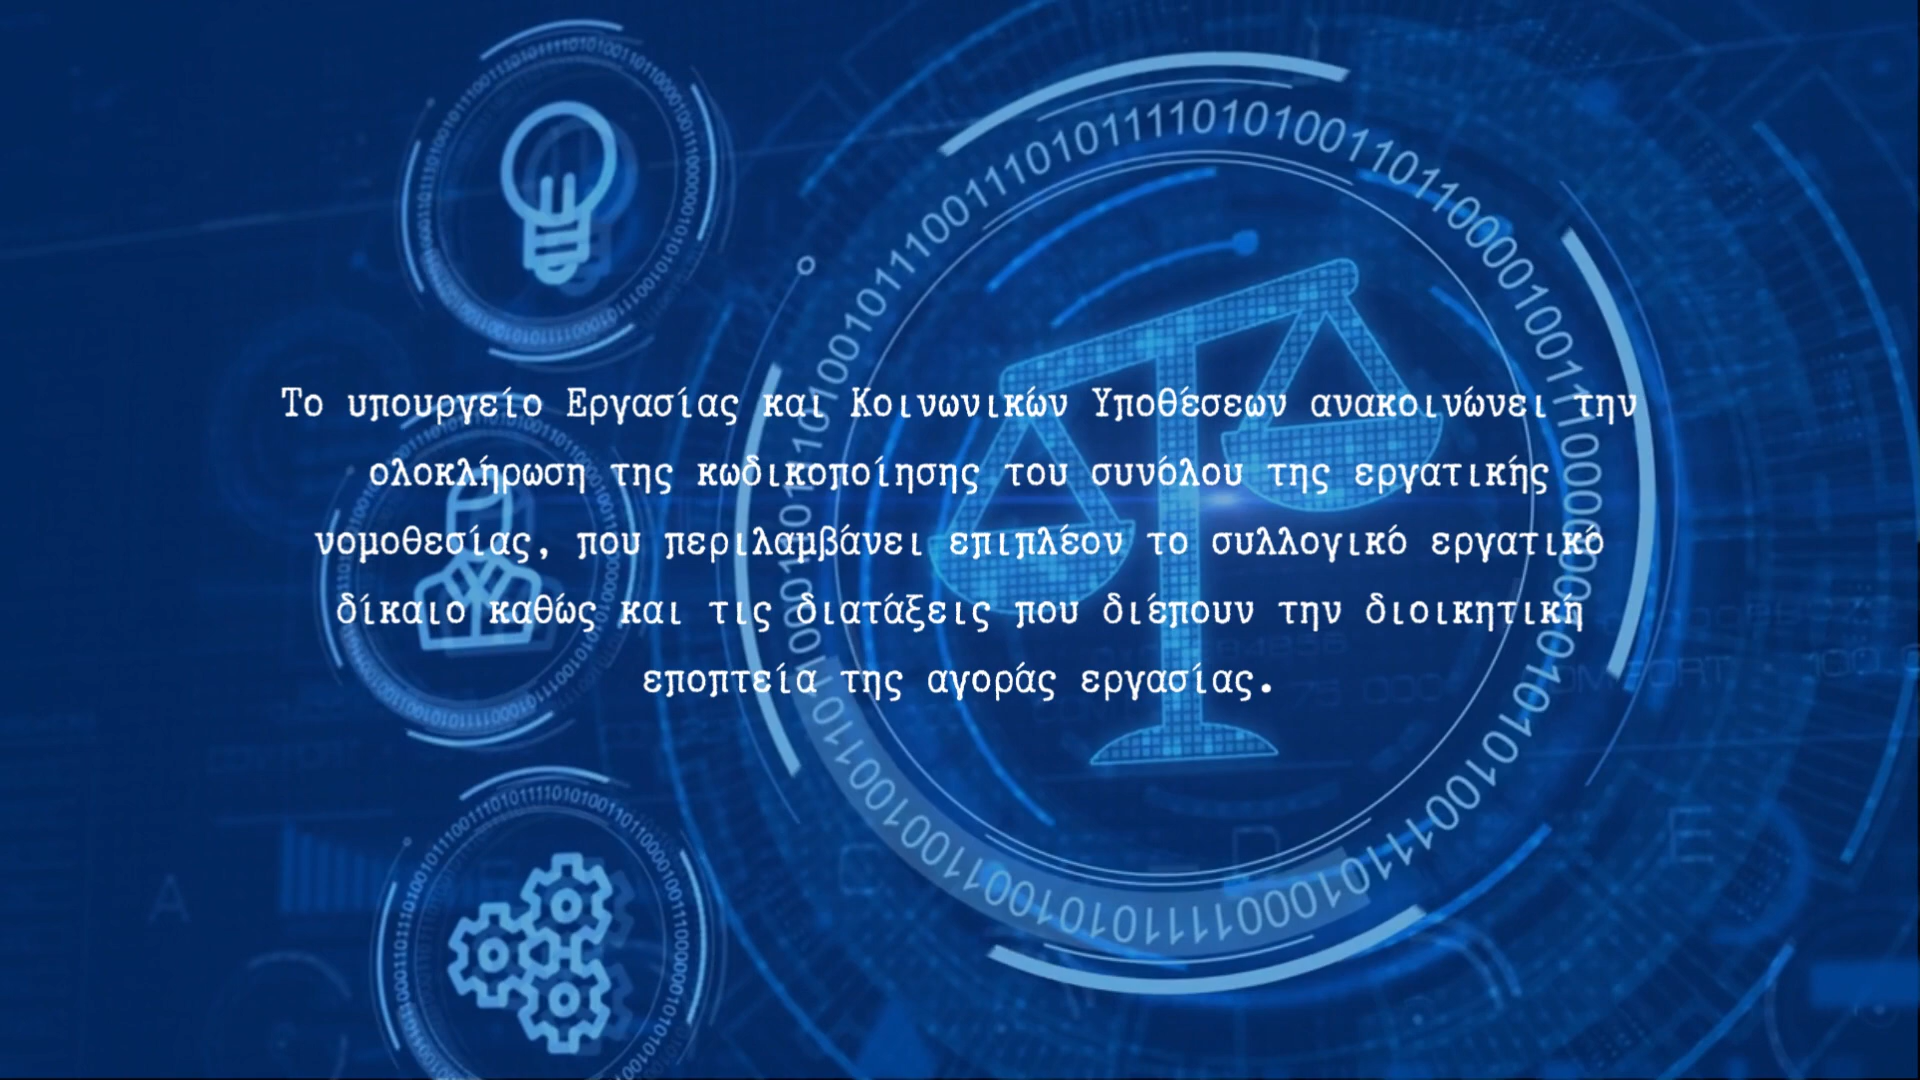 Το υπουργείο Εργασίας και Κοινωνικών Υποθέσεων ανακοινώνει την
ολοκλήρωση της κωδικοποίησης του συνόλου της εργατικής
νομοθεσίας, που περιλαμβάνει επιπλέον το συλλογικό εργατικό
δίκαιο καθώς και τις διατάξεις που διέπουν την διοικητική
εποπτεία της αγοράς εργασίας.